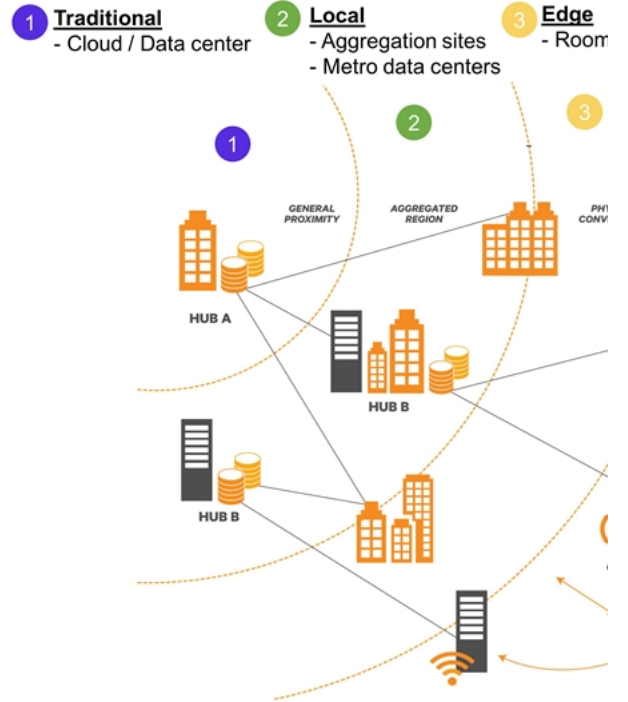 1 Traditional
- Cloud / Data center
2 Local
- Aggregation sites
- Metro data centers
3 Edge
- Room
1
2
3
GENERAL
PROXIMITY
AGGREGATED
REGION
HUB A
HUB B
HUB B